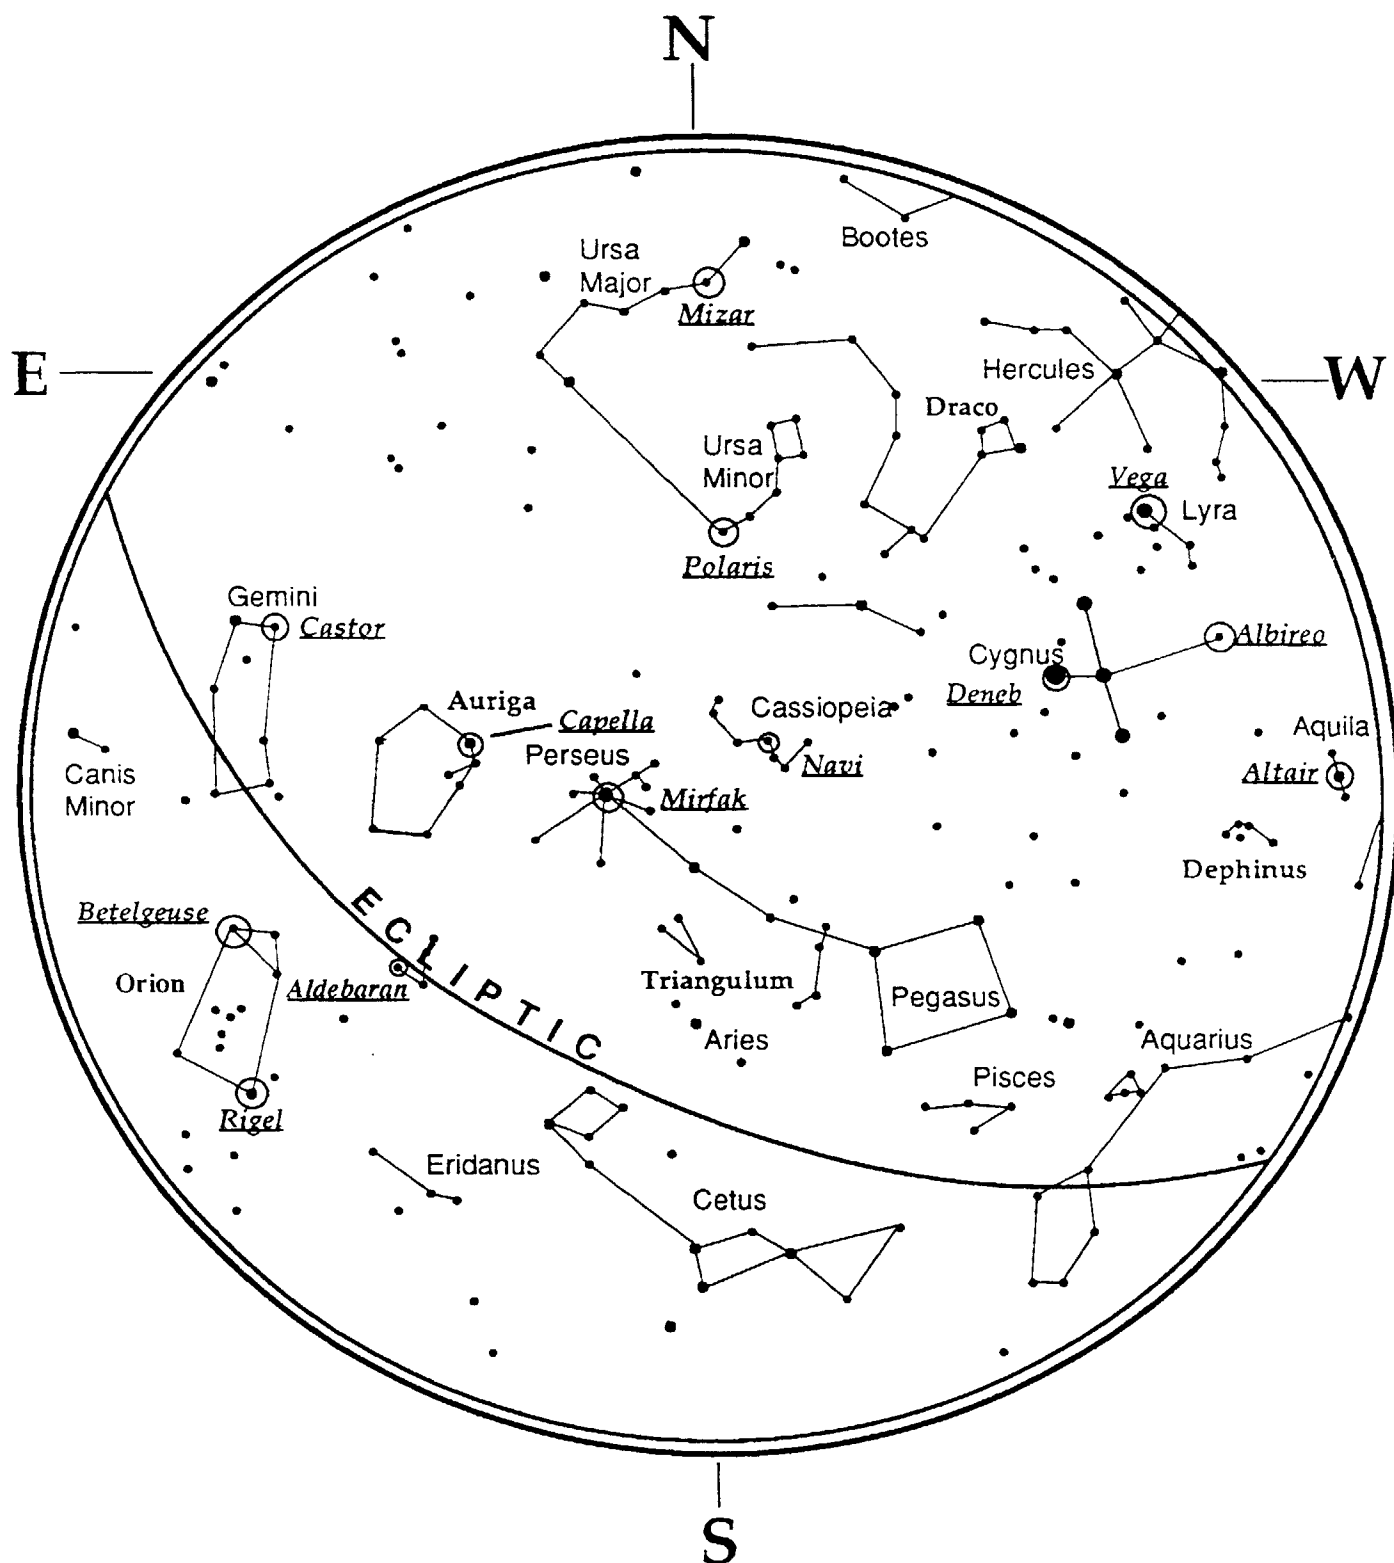 N
Bootes
Ursa
Major
Mizar
E
W
Hercules
Draco
Ursa
Minor
Vega
Lyra
Polaris
Gemini
Castor
Albireo
Cygnus
Deneb
Auriga
Capella
Cassiopeia
Aquila
Perseus
Navi
Altair
Canis
Minor
Mirfak
Dephinus
Betelgeuse
ECLIPTIC
Orion
Aldebaran
Triangulum
Pegasus
Aries
Aquarius
Pisces
Rigel
Eridanus
Cetus
S